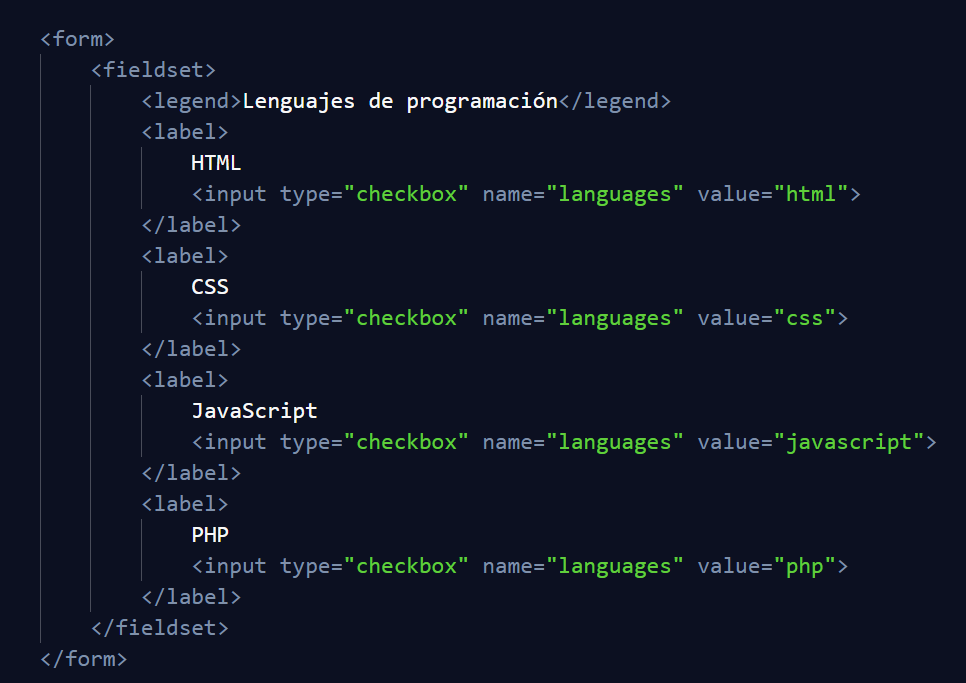 <form>
<fieldset>
<legend>Lenguajes de programación</legend>
<label>
HTML
<input type="checkbox" name="languages" value="html">
</label>
<label>
CSS
<input type="checkbox" name="languages" value="css">
</label>
<label>
JavaScript
<input type="checkbox" name="languages" value="javascript">
</label>
<label>
PHP
<input type="checkbox" name="languages" value="php">
</label>
</fieldset>
</form>